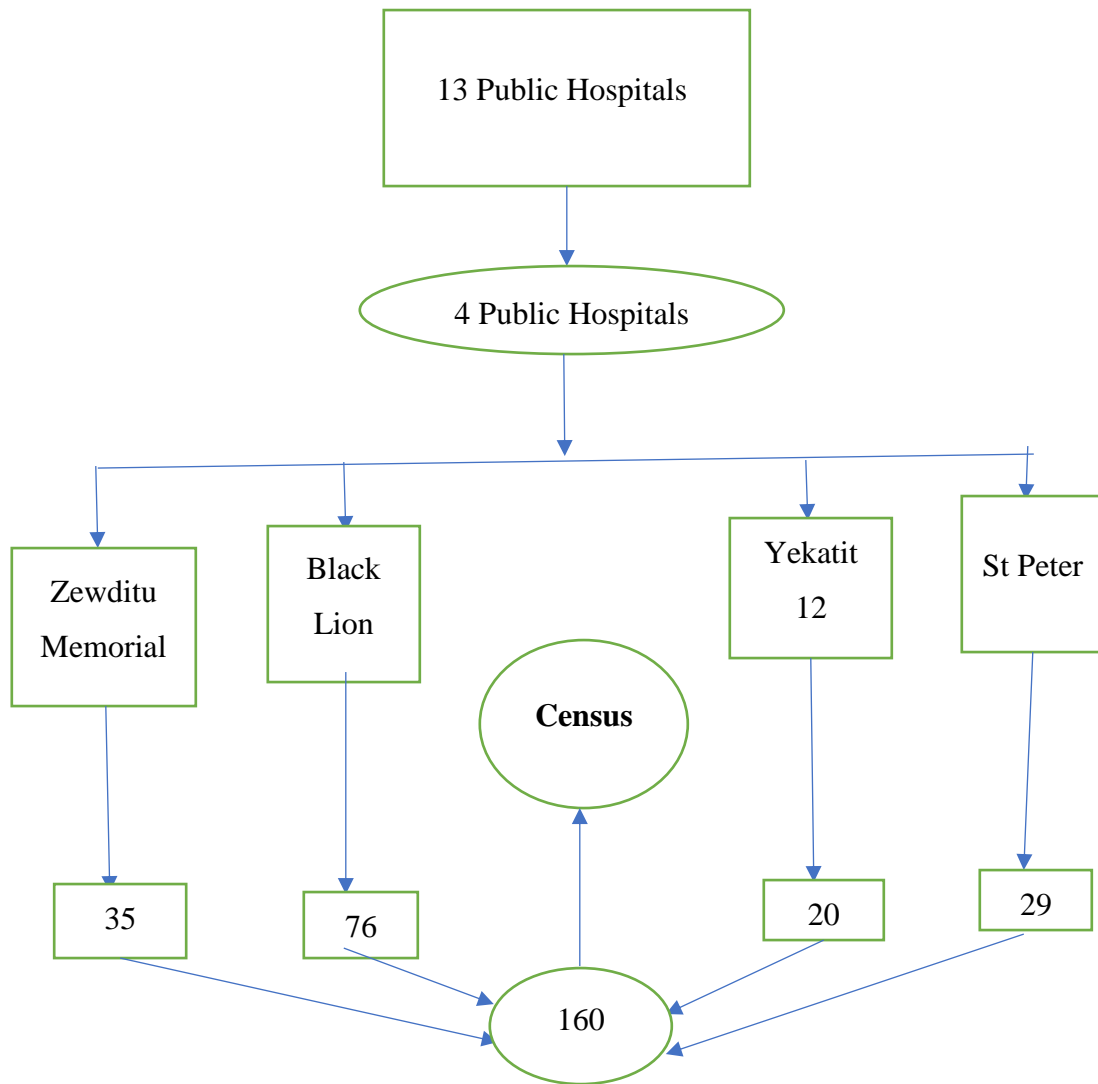 13 Public Hospitals
4 Public Hospitals
Zewditu
Memorial
Black
Lion
Yekatit
12
St Peter
Census
35
76
20
29
160